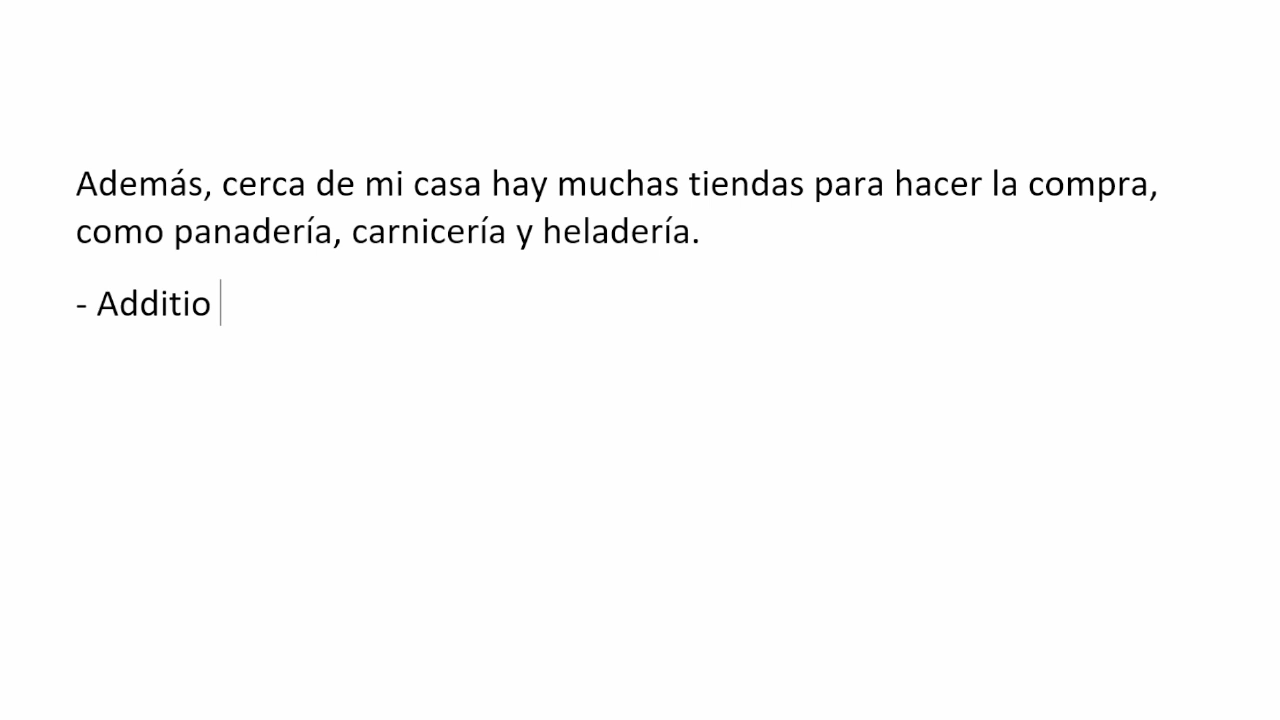 Además, cerca de mi casa hay muchas tiendas para hacer la compra,
como panadería, carnicería y heladería.
- Additio